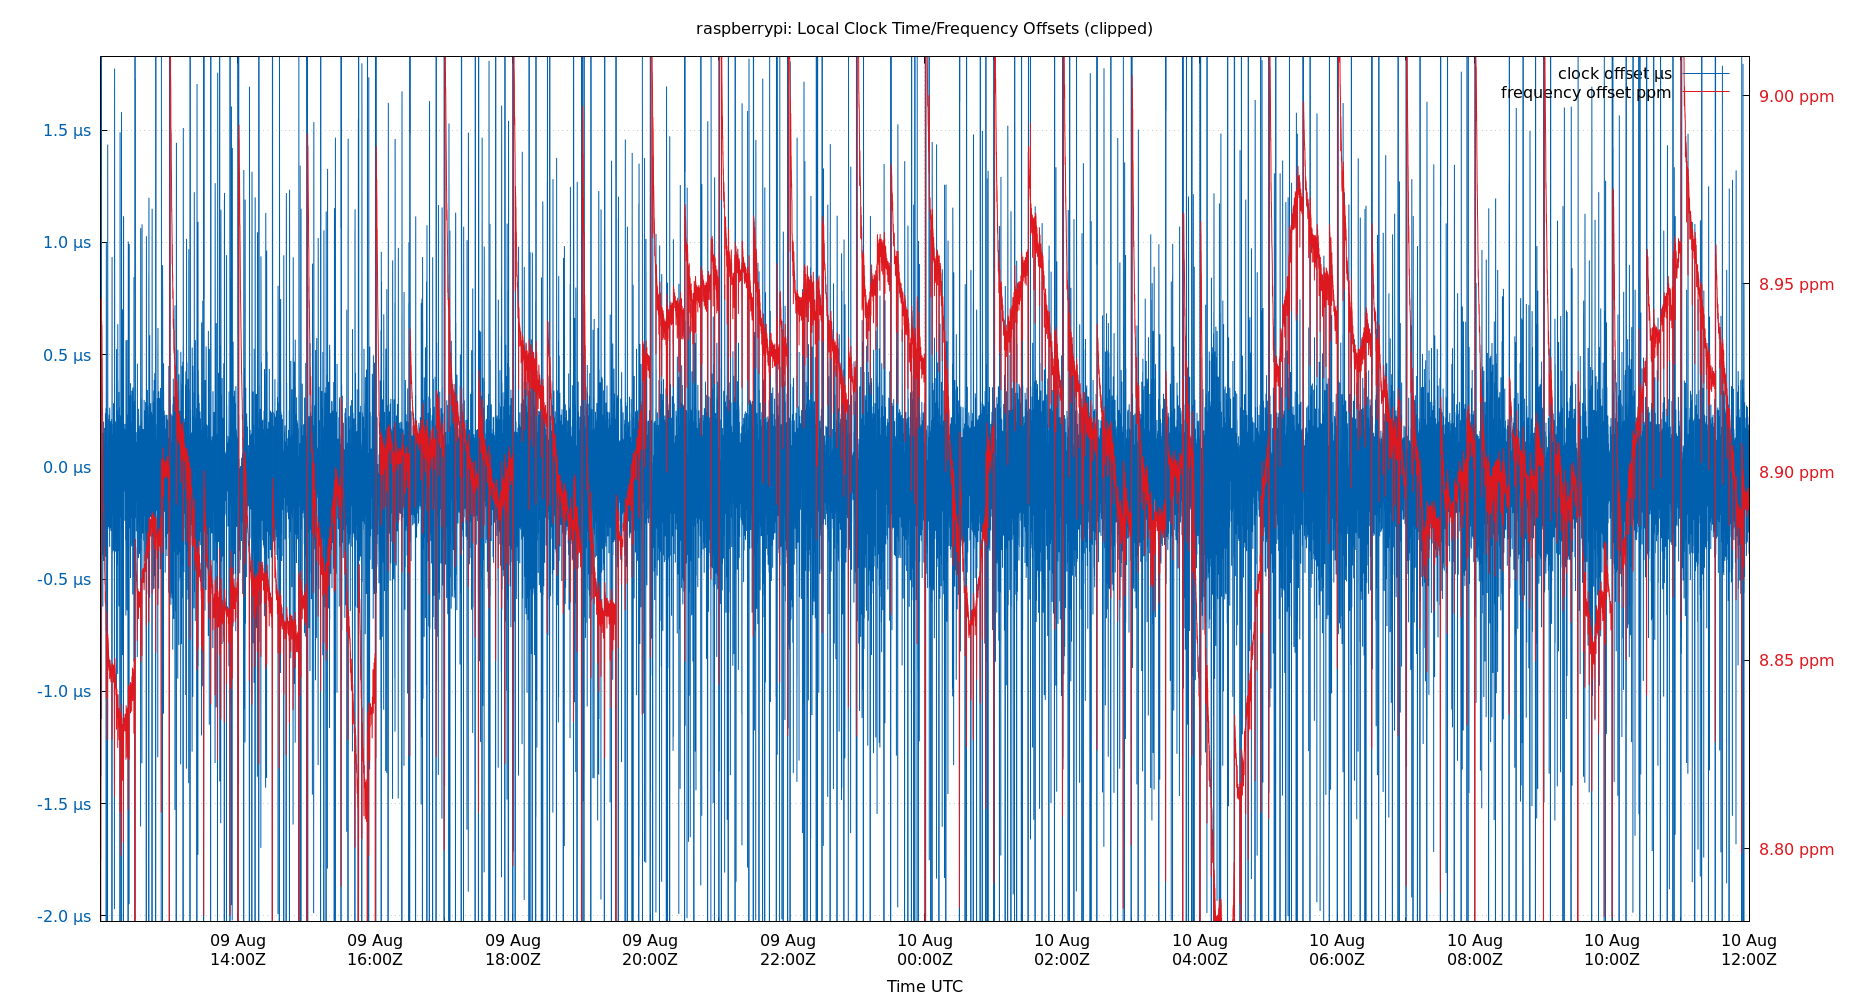 raspberrypi: Local Clock Time/Frequency Offsets (clipped)
clock offset µs
frequency offset ppm
1.5 µs
1.0 µs
0.5 µs
0.0 µs
-0.5 µs
-1.0 µs
-1.5 µs
-2.0 µs
9.00 ppm
8.95 ppm
8.90 ppm
8.85 ppm
8.80 ppm
09 Aug 09 Aug 09 Aug 09 Aug 09 Aug 10 Aug 10 Aug 10 Aug 10 Aug 10 Aug 10 Aug 10 Aug
14:00Z 16:00Z 18:00Z 20:00Z 22:00Z 00:00Z 02:00Z 04:00Z 06:00Z 08:00Z 10:00Z 12:00Z
Time UTC